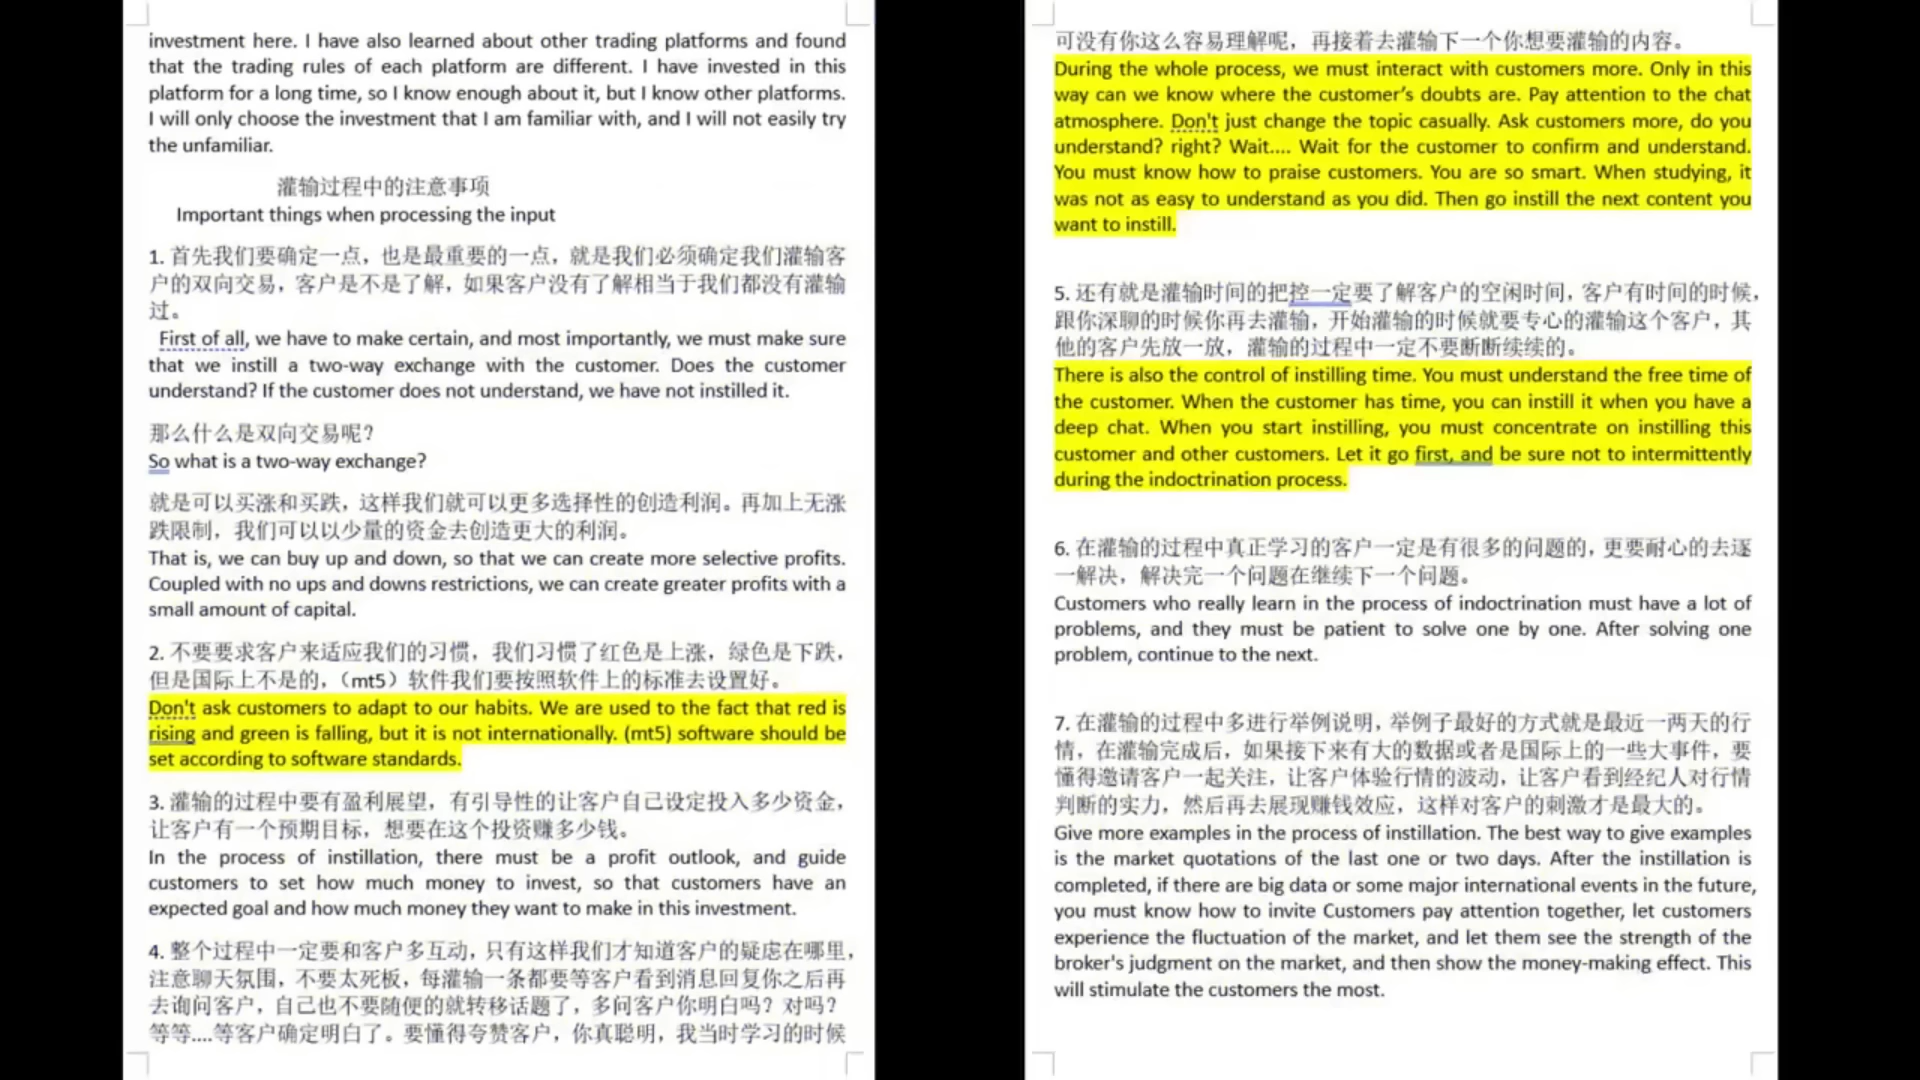 investment here. I have also learned about other trading platforms and found
that the trading rules of each platform are different. I have invested in this
platform for a long time, so I know enough about it, but I know other platforms.
I will only choose the investment that I am familiar with, and I will not easily try
the unfamiliar.
灌输过程中的注意事项
Important things when processing the input
1. 首先我们要确定一点，也是最重要的一点，就是我们必须确定我们灌输客
户的双向交易，客户是不是了解，如果客户没有了解相当于我们都没有灌输
过。
First of all, we have to make certain, and most importantly, we must make sure
that we instill a two-way exchange with the customer. Does the customer
understand? If the customer does not understand, we have not instilled it.
那么什么是双向交易呢？
So what is a two-way exchange?
就是可以买涨和买跌，这样我们就可以更多选择性的创造利润。再加上无涨
跌限制，我们可以以少量的资金去创造更大的利润。
That is, we can buy up and down, so that we can create more selective profits.
Coupled with no ups and downs restrictions, we can create greater profits with a
small amount of capital.
2. 不要要求客户来适应我们的习惯，我们习惯了红色是上涨，绿色是下跌，
但是国际上不是的，（mt5）软件我们要按照软件上的标准去设置好。
Don't ask customers to adapt to our habits. We are used to the fact that red is
rising and green is falling, but it is not internationally. (mt5) software should be
set according to software standards.
3. 灌输的过程中要有盈利展望，有引导性的让客户自己设定投入多少资金，
让客户有一个预期目标，想要在这个投资赚多少钱。
In the process of instillation, there must be a profit outlook, and guide
customers to set how much money to invest, so that customers have an
expected goal and how much money they want to make in this investment.
4. 整个过程中一定要和客户多互动，只有这样我们才知道客户的疑虑在哪里，
注意聊天氛围，不要太死板，每灌输一条都要等客户看到消息回复你之后再
去询问客户，自己也不要随便的就转移话题了，多问客户你明白吗？对吗？
等等....等客户确定明白了。要懂得夸赞客户，你真聪明，我当时学习的时候
可没有你这么容易理解呢，再接着去灌输下一个你想要灌输的内容。
During the whole process, we must interact with customers more. Only in this
way can we know where the customer’s doubts are. Pay attention to the chat
atmosphere. Don't just change the topic casually. Ask customers more, do you
understand? right? Wait.... Wait for the customer to confirm and understand.
You must know how to praise customers. You are so smart. When studying, it
was not as easy to understand as you did. Then go instill the next content you
want to instill.
5. 还有就是灌输时间的把控一定要了解客户的空闲时间，客户有时间的时候，
跟你深聊的时候你再去灌输，开始灌输的时候就要专心的灌输这个客户，其
他的客户先放一放，灌输的过程中一定不要断断续续的。
There is also the control of instilling time. You must understand the free time of
the customer. When the customer has time, you can instill it when you have a
deep chat. When you start instilling, you must concentrate on instilling this
customer and other customers. Let it go first, and be sure not to intermittently
during the indoctrination process.
6. 在灌输的过程中真正学习的客户一定是有很多的问题的，更要耐心的去逐
一解决，解决完一个问题在继续下一个问题。
Customers who really learn in the process of indoctrination must have a lot of
problems, and they must be patient to solve one by one. After solving one
problem, continue to the next.
7. 在灌输的过程中多进行举例说明，举例子最好的方式就是最近一两天的行
情，在灌输完成后，如果接下来有大的数据或者是国际上的一些大事件，要
懂得邀请客户一起关注，让客户体验行情的波动，让客户看到经纪人对行情
判断的实力，然后再去展现赚钱效应，这样对客户的刺激才是最大的。
Give more examples in the process of instillation. The best way to give examples
is the market quotations of the last one or two days. After the instillation is
completed, if there are big data or some major international events in the future,
you must know how to invite Customers pay attention together, let customers
experience the fluctuation of the market, and let them see the strength of the
broker's judgment on the market, and then show the money-making effect. This
will stimulate the customers the most.